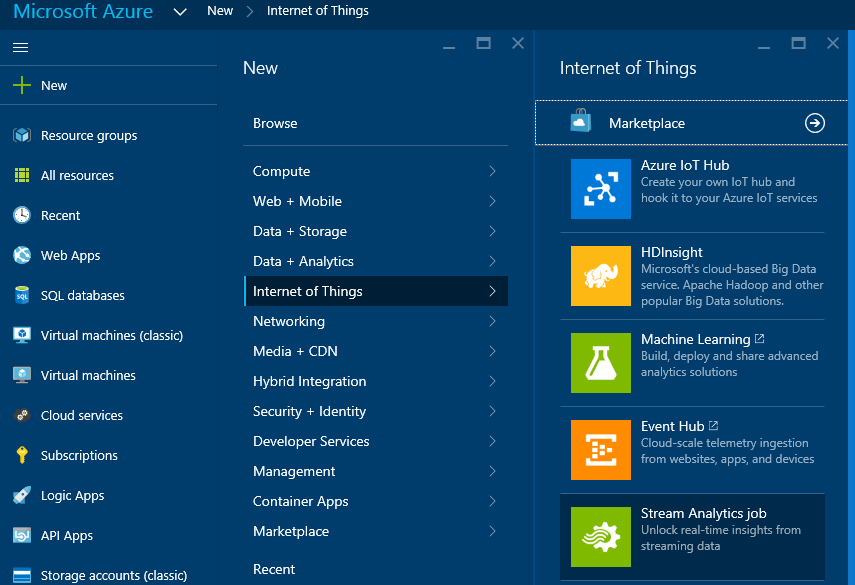 Microsoft Azure New Internet of Things
New
Resource groups
All resources
Recent
Web Apps
SQL databases
Virtual machines (classic)
Virtual machines
Cloud services
Subscriptions
Logic Apps
API Apps
Storage accounts (classic)
New
Browse
Compute
Web + Mobile
Data + Storage
Data + Analytics
Internet of Things
Networking
Media + CDN
Hybrid Integration
Security + Identity
Developer Services
Management
Container Apps
Marketplace
Recent
Internet of Things
Marketplace
Azure IoT Hub
Create your own IoT hub and
hook it to your Azure IoT services
HDInsight
Microsoft's cloud-based Big Data
service. Apache Hadoop and other
popular Big Data solutions.
Machine Learning
Build, deploy and share advanced
analytics solutions
Event Hub
Cloud-scale telemetry ingestion
from websites, apps, and devices
Stream Analytics job
Unlock real-time insights from
streaming data